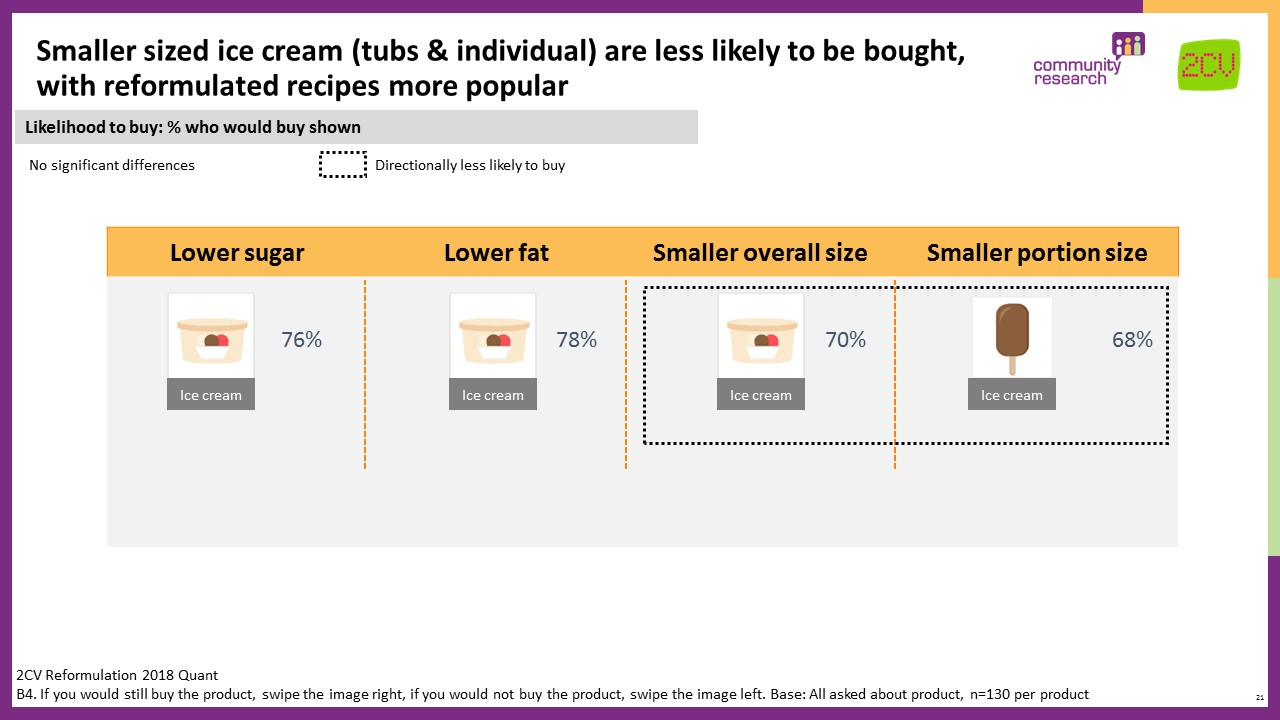 Smaller sized ice cream (tubs & individual) are less likely to be bought,
with reformulated recipes more popular
community
research
2CV
Likelihood to buy: % who would buy shown
No significant differences
Directionally less likely to buy
Lower sugar
Lower fat
Smaller overall size
Smaller portion size
76%
78%
70%
68%
Ice cream
Ice cream
Ice cream
Ice cream
2CV Reformulation 2018 Quant
B4. If you would still buy the product, swipe the image right, if you would not buy the product, swipe the image left. Base: All asked about product, n=130 per product
21